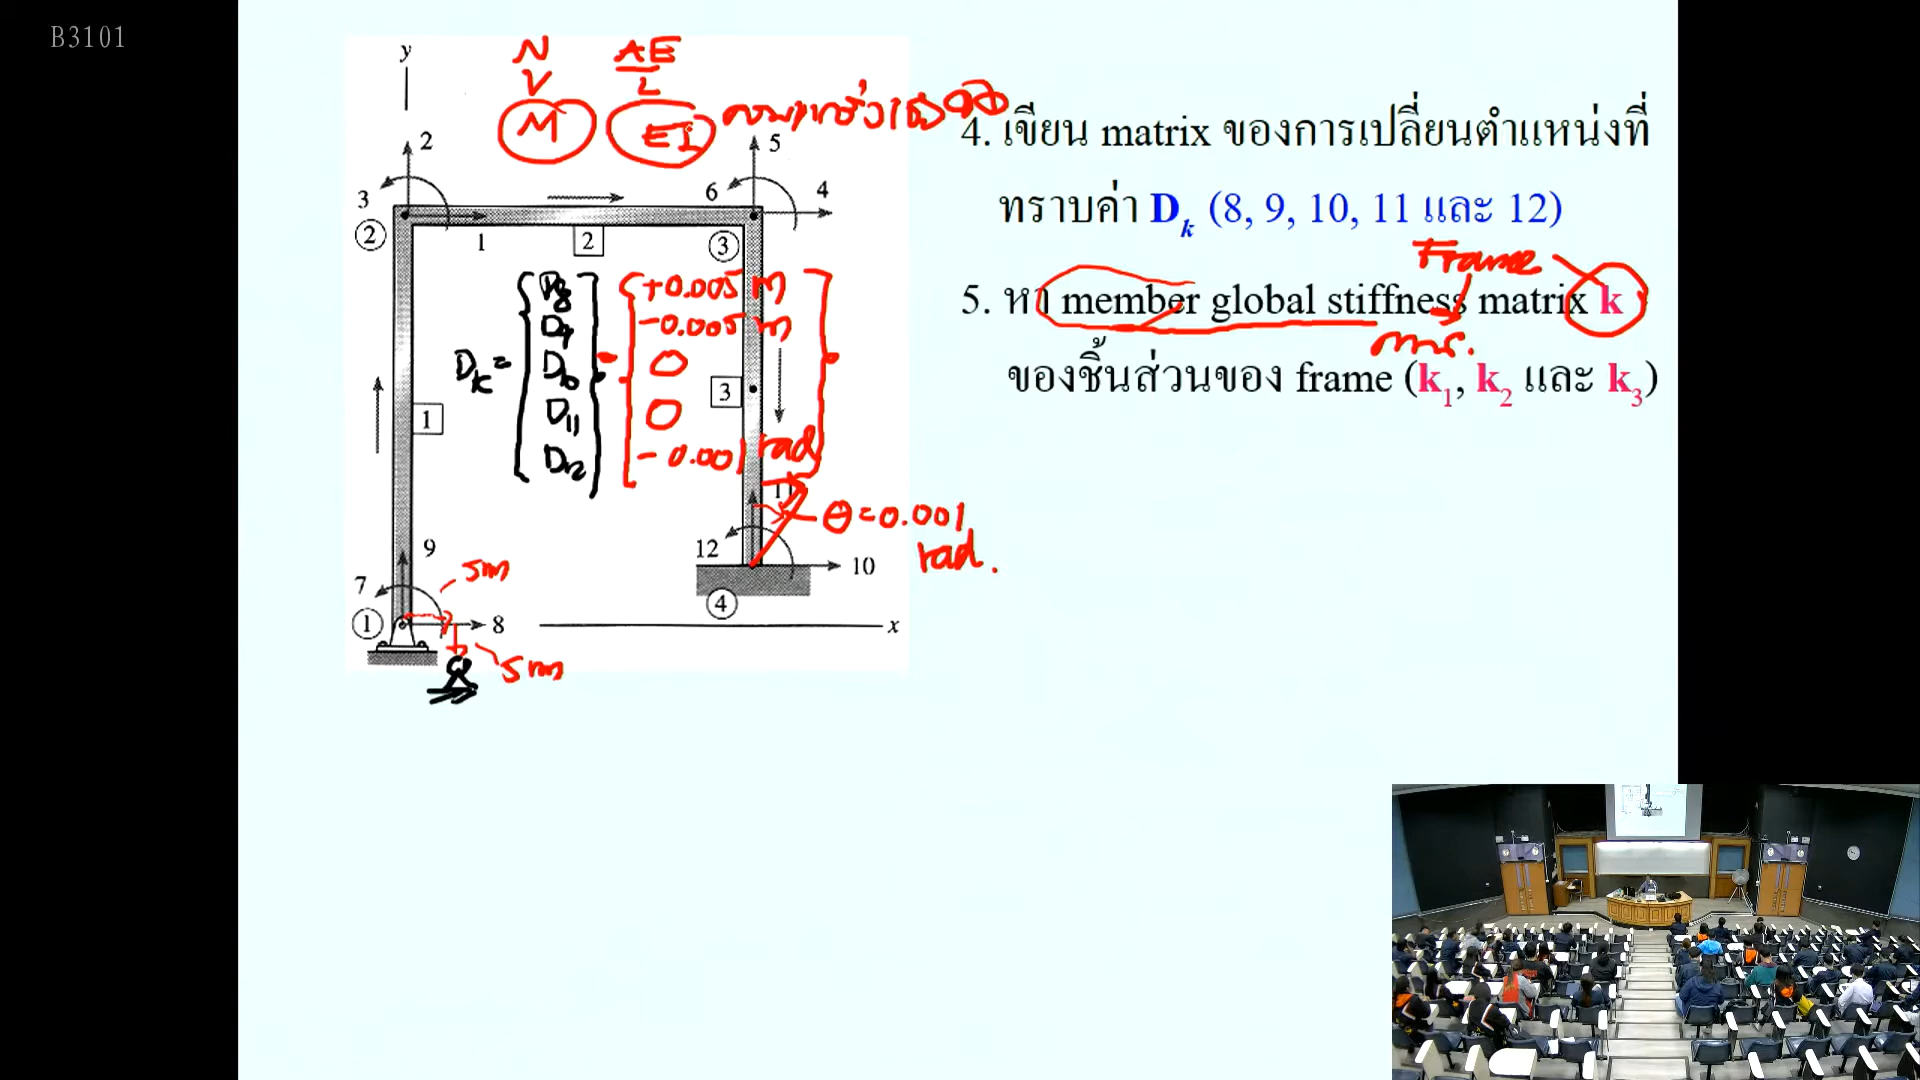 B3101
y
N AE
V L
M EI
2
5
3
6
4
②
1
2
③
4. เขียน matrix ของการเปลี่ยนตำแหน่งที่
ทราบค่า Dk (8, 9, 10, 11 และ 12)
Frame
5. หา member global stiffness matrix k
ของชิ้นส่วนของ frame (k1, k2 และ k3)
Dk = { D8 D9 D10 D11 D12 } = { +0.005 m
-0.005 m
0
0
-0.001 rad }
1
3
11
θ = 0.001
rad.
9
12
10
7
5m
④
①
8
x
5m